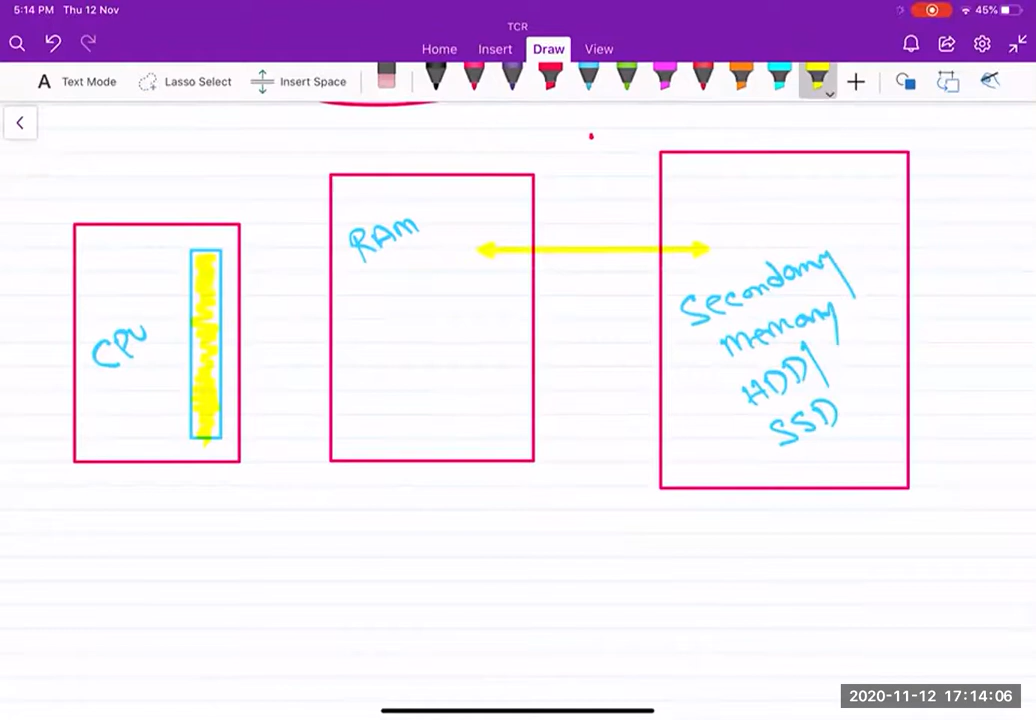 5:14 PM Thu 12 Nov
45%
TCR
Home Insert Draw View
A Text Mode Lasso Select Insert Space
RAM
CPU
Secondary
memory
HDD/
SSD
2020-11-12 17:14:06